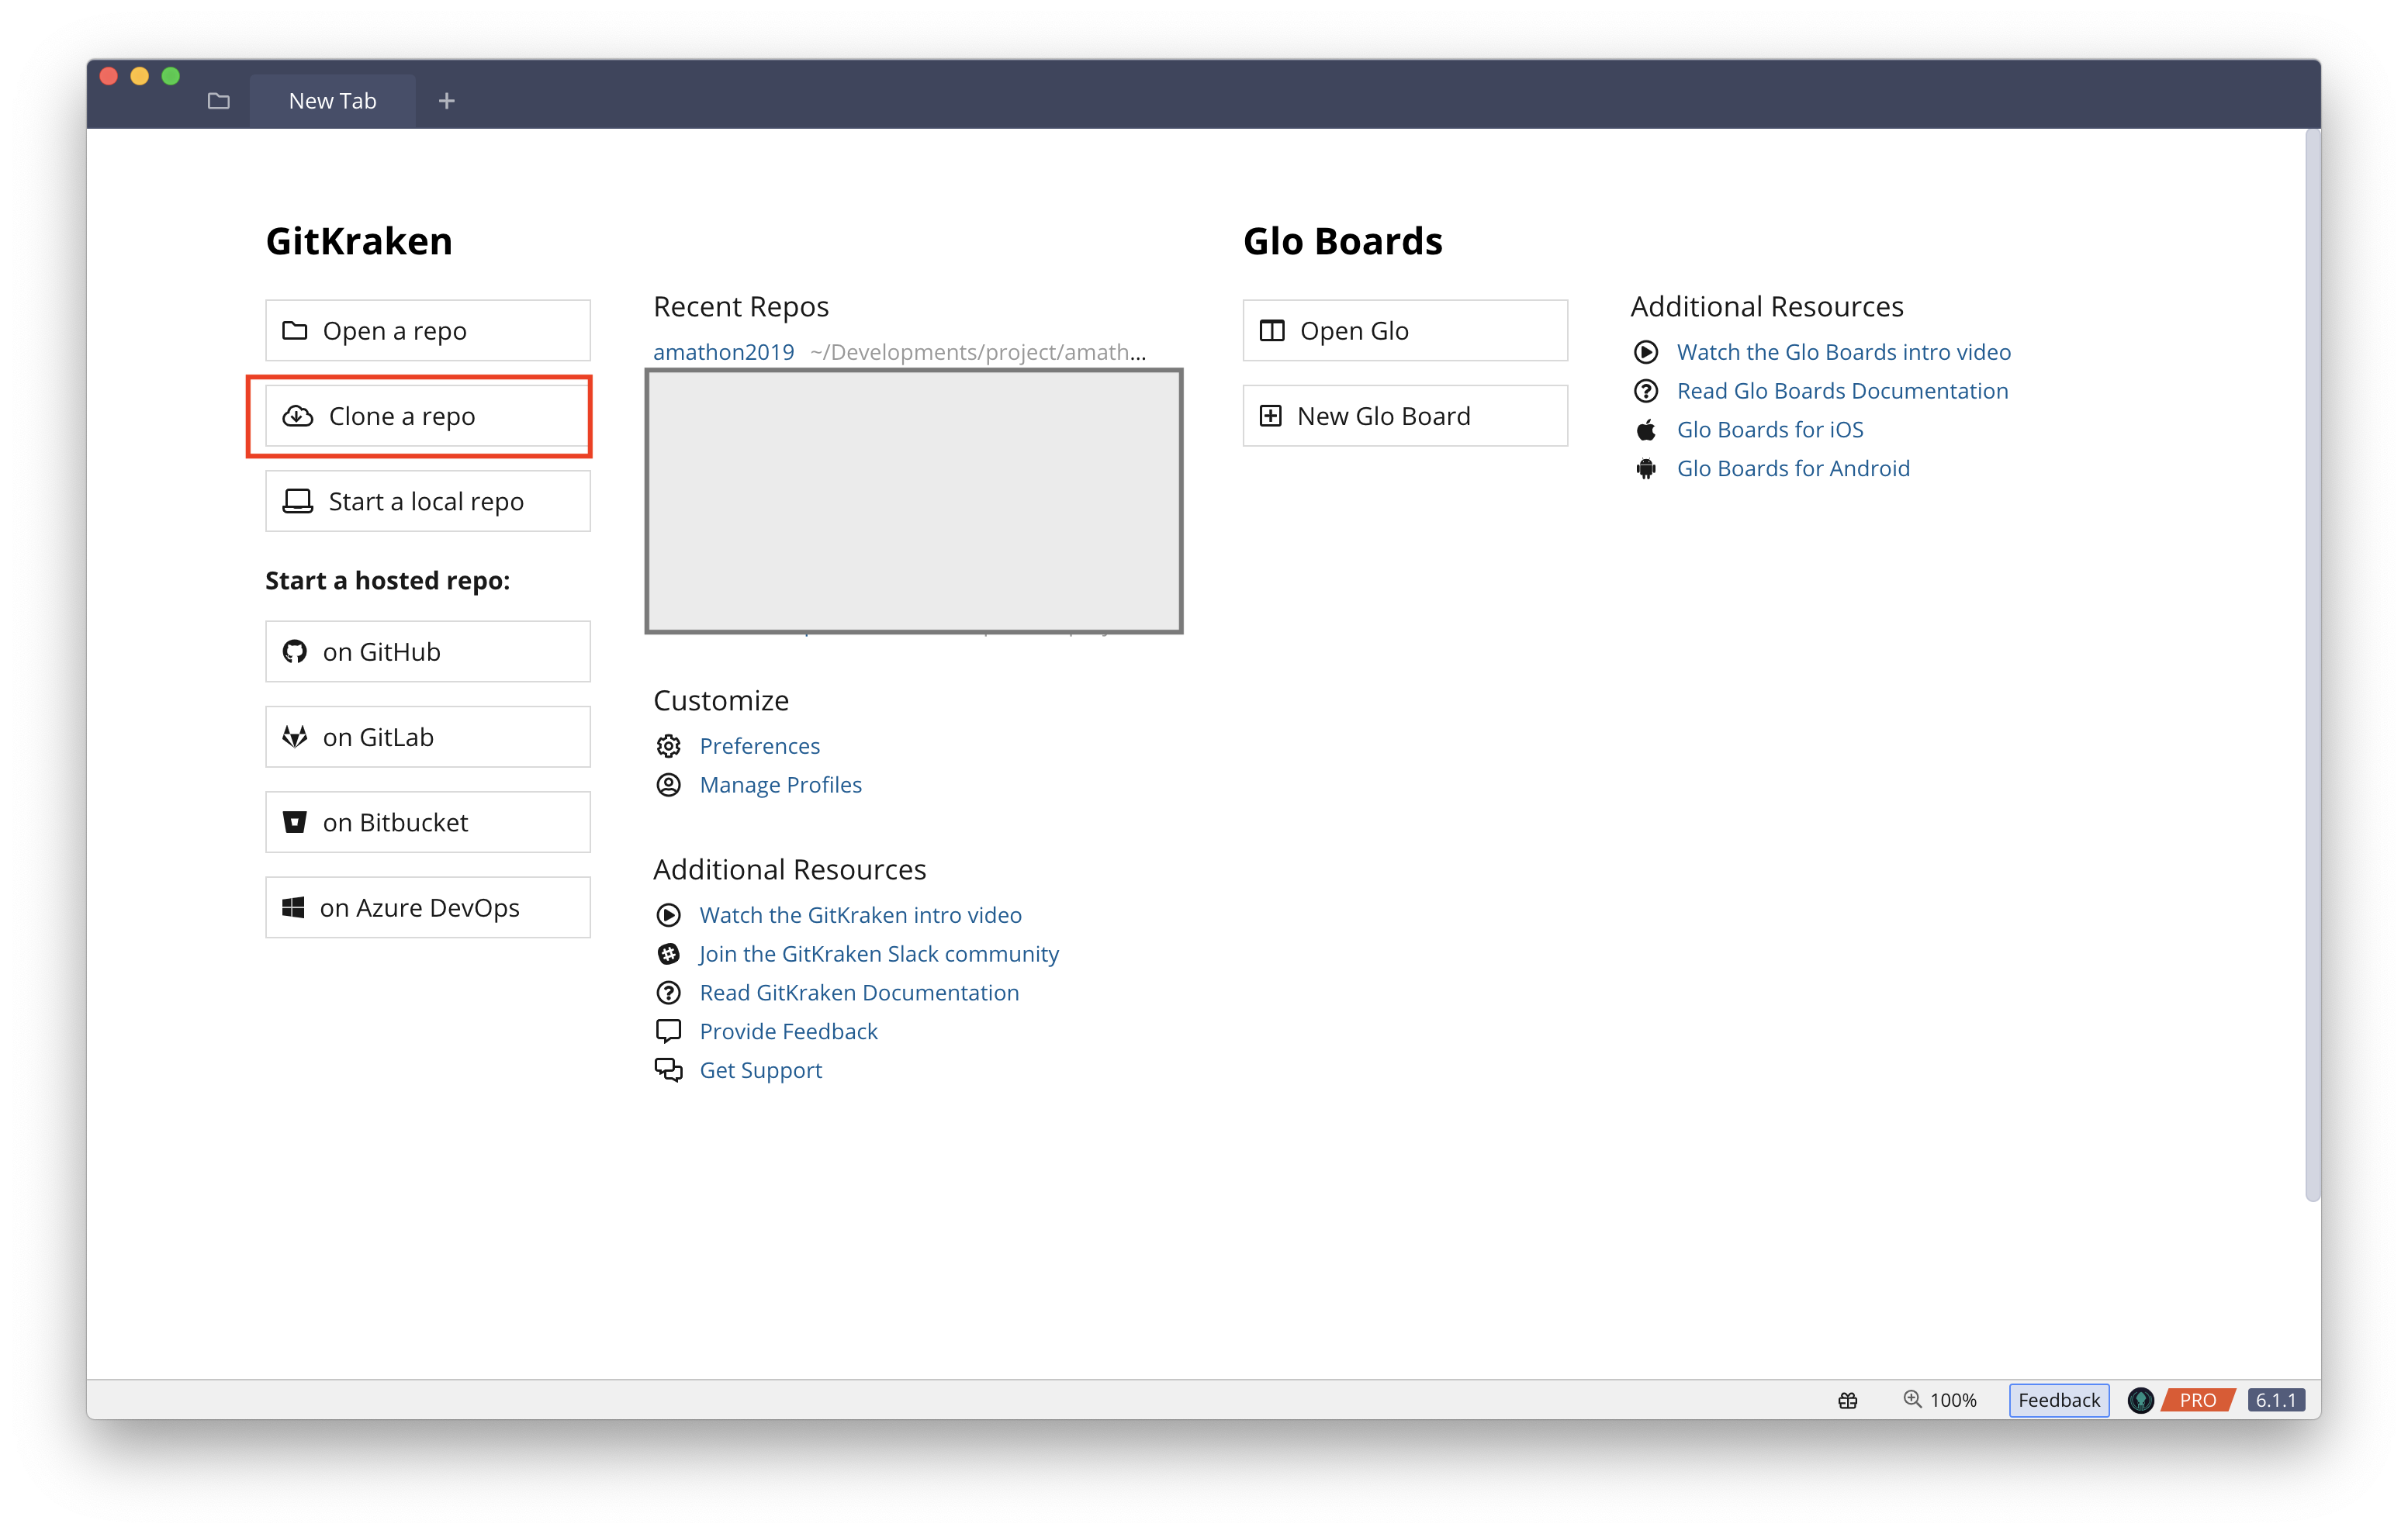 New Tab
GitKraken
Open a repo
Clone a repo
Start a local repo
Start a hosted repo:
on GitHub
on GitLab
on Bitbucket
on Azure DevOps
Recent Repos
amathon2019 ~/Developments/project/amath...
Customize
Preferences
Manage Profiles
Additional Resources
Watch the GitKraken intro video
Join the GitKraken Slack community
Read GitKraken Documentation
Provide Feedback
Get Support
Glo Boards
Open Glo
New Glo Board
Additional Resources
Watch the Glo Boards intro video
Read Glo Boards Documentation
Glo Boards for iOS
Glo Boards for Android
100% Feedback PRO 6.1.1